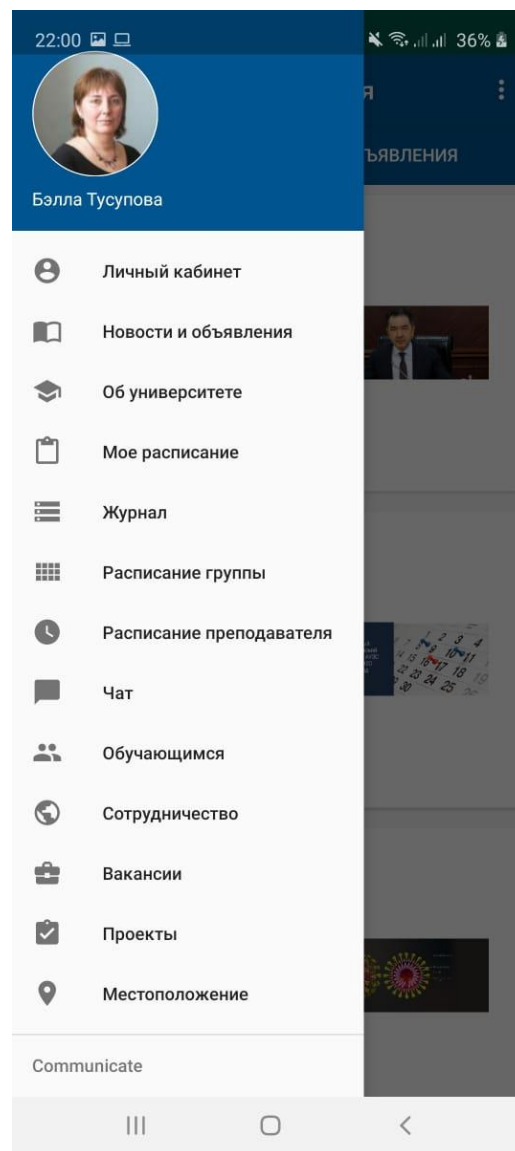 22:00 36%
Я
ЪЯВЛЕНИЯ
Бэлла Тусупова
Личный кабинет
Новости и объявления
Об университете
Мое расписание
Журнал
Расписание группы
Расписание преподавателя
Чат
Обучающимся
Сотрудничество
Вакансии
Проекты
Местоположение
Communicate